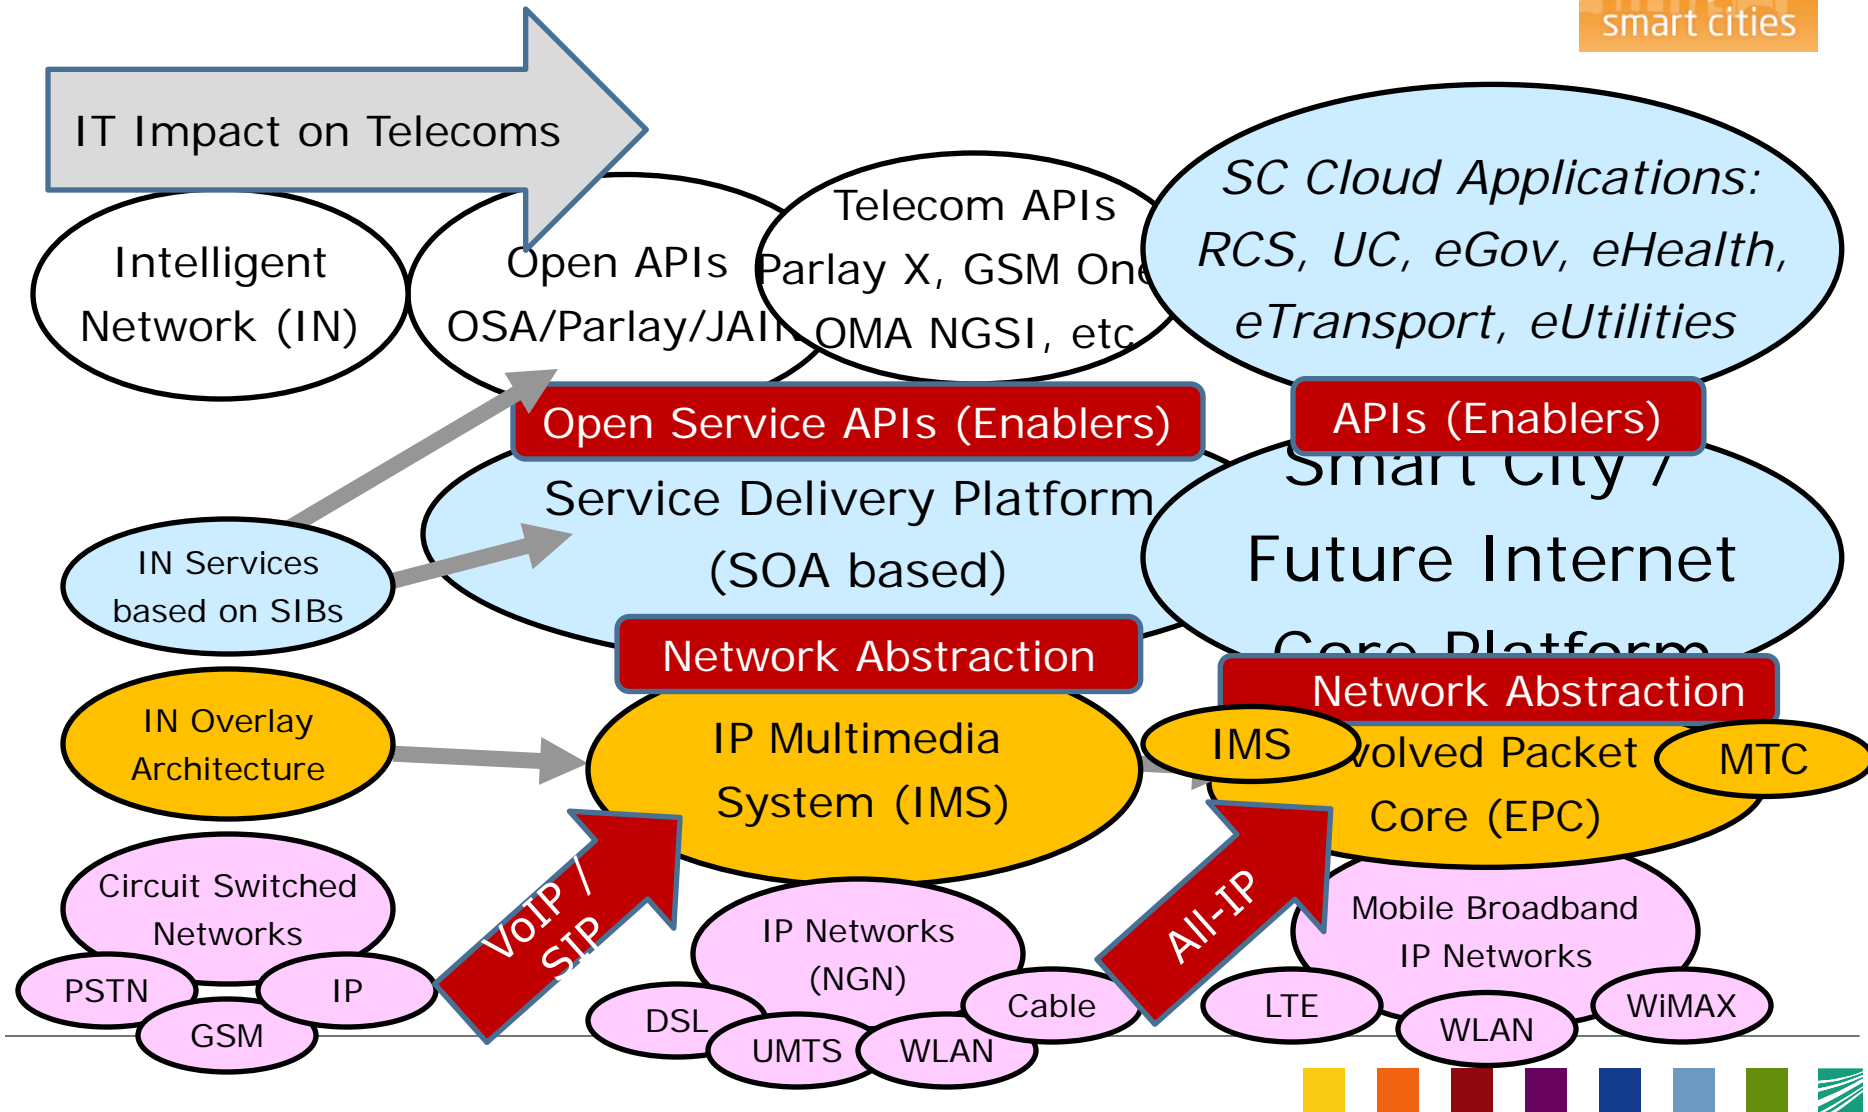 smart cities
IT Impact on Telecoms
Intelligent
Network (IN)
Open APIs
OSA/Parlay/JAIN
Telecom APIs
Parlay X, GSM One
OMA NGSI, etc
SC Cloud Applications:
RCS, UC, eGov, eHealth,
eTransport, eUtilities
Open Service APIs (Enablers)
APIs (Enablers)
Service Delivery Platform
(SOA based)
Smart City /
Future Internet
Core Platform
IN Services
based on SIBs
Network Abstraction
Network Abstraction
IN Overlay
Architecture
IP Multimedia
System (IMS)
IMS
volved Packet
Core (EPC)
MTC
VoIP /
SIP
All-IP
Circuit Switched
Networks
PSTN
GSM
IP
IP Networks
(NGN)
DSL
UMTS
WLAN
Cable
Mobile Broadband
IP Networks
LTE
WLAN
WiMAX